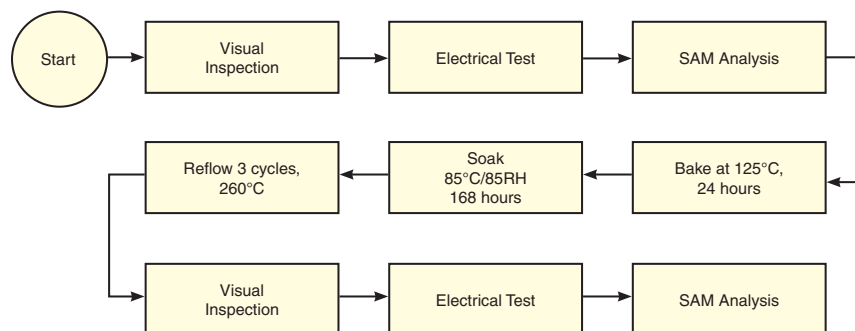 Start
Visual
Inspection
Electrical Test
SAM Analysis
Bake at 125°C,
24 hours
Soak
85°C/85RH
168 hours
Reflow 3 cycles,
260°C
Visual
Inspection
Electrical Test
SAM Analysis